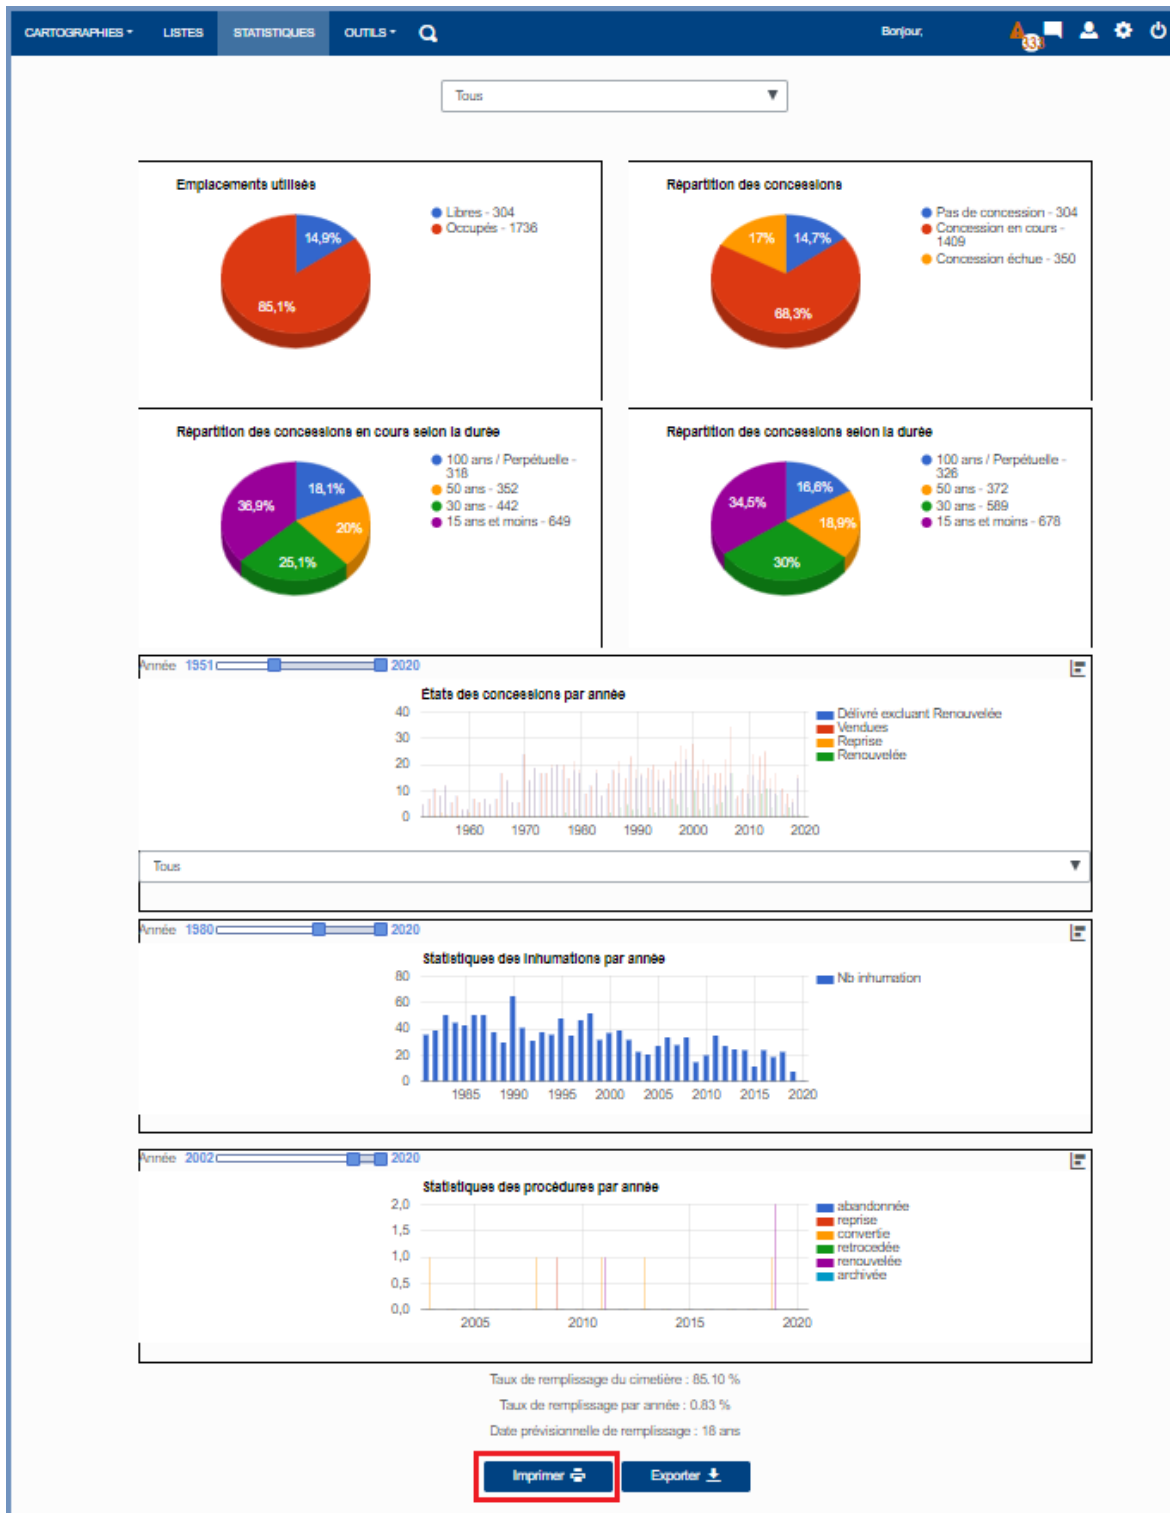 CARTOGRAPHIES LISTES STATISTIQUES OUTILS Bonjour, 333
Tous
Emplacements utilisés
Libres - 304
Occupés - 1736
14,9%
85,1%
Répartition des concessions
Pas de concession - 304
Concession en cours -
1409
Concession échue - 350
17% 14,7%
68,3%
Répartition des concessions en cours selon la durée
100 ans / Perpétuelle -
318
50 ans - 352
30 ans - 442
15 ans et moins - 649
36,9% 18,1%
20%
25,1%
Répartition des concessions selon la durée
100 ans / Perpétuelle -
326
50 ans - 372
30 ans - 589
15 ans et moins - 678
34,5% 16,6%
18,9%
30%
Année 1951 2020
États des concessions par année
40
30
20
10
0
1960 1970 1980 1990 2000 2010 2020
Délivré excluant Renouvelée
Vendues
Reprise
Renouvelée
Tous
Année 1980 2020
Statistiques des inhumations par année
80
60
40
20
0
1985 1990 1995 2000 2005 2010 2015 2020
Nb inhumation
Année 2002 2020
Statistiques des procédures par année
2,0
1,5
1,0
0,5
0,0
2005 2010 2015 2020
abandonnée
reprise
convertie
retrocedée
renouvelée
archivée
Taux de remplissage du cimetière : 85.10 %
Taux de remplissage par année : 0.83 %
Date prévisionnelle de remplissage : 18 ans
Imprimer Exporter